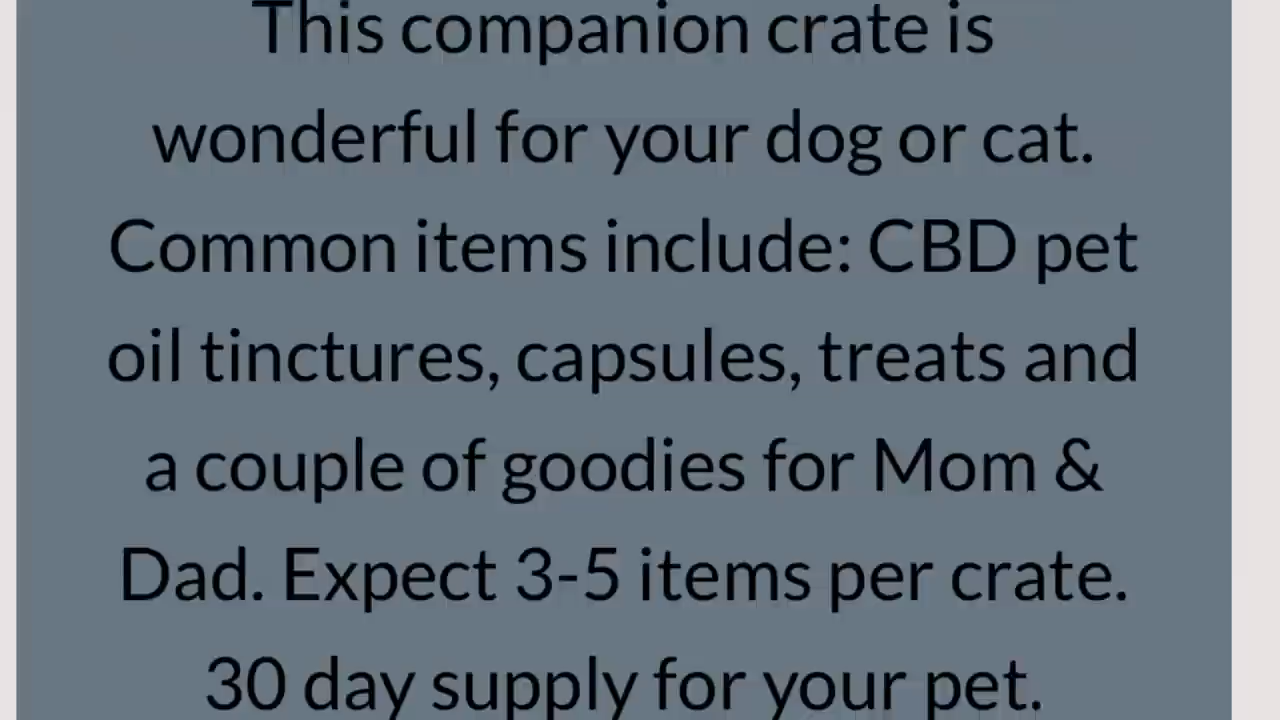 This companion crate is
wonderful for your dog or cat.
Common items include: CBD pet
oil tinctures, capsules, treats and
a couple of goodies for Mom &
Dad. Expect 3-5 items per crate.
30 day supply for your pet.